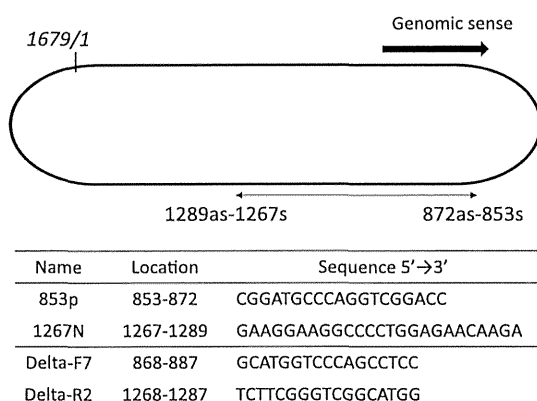 Genomic sense
1679/1
1289as-1267s 872as-853s
Name Location Sequence 5'→3'
853p 853-872 CGGATGCCCAGGTCGGACC
1267N 1267-1289 GAAGGAAGGCCCCTGGAGAACAAGA
Delta-F7 868-887 GCATGGTCCCAGCCTCC
Delta-R2 1268-1287 TCTTCGGGTCGGCATGG